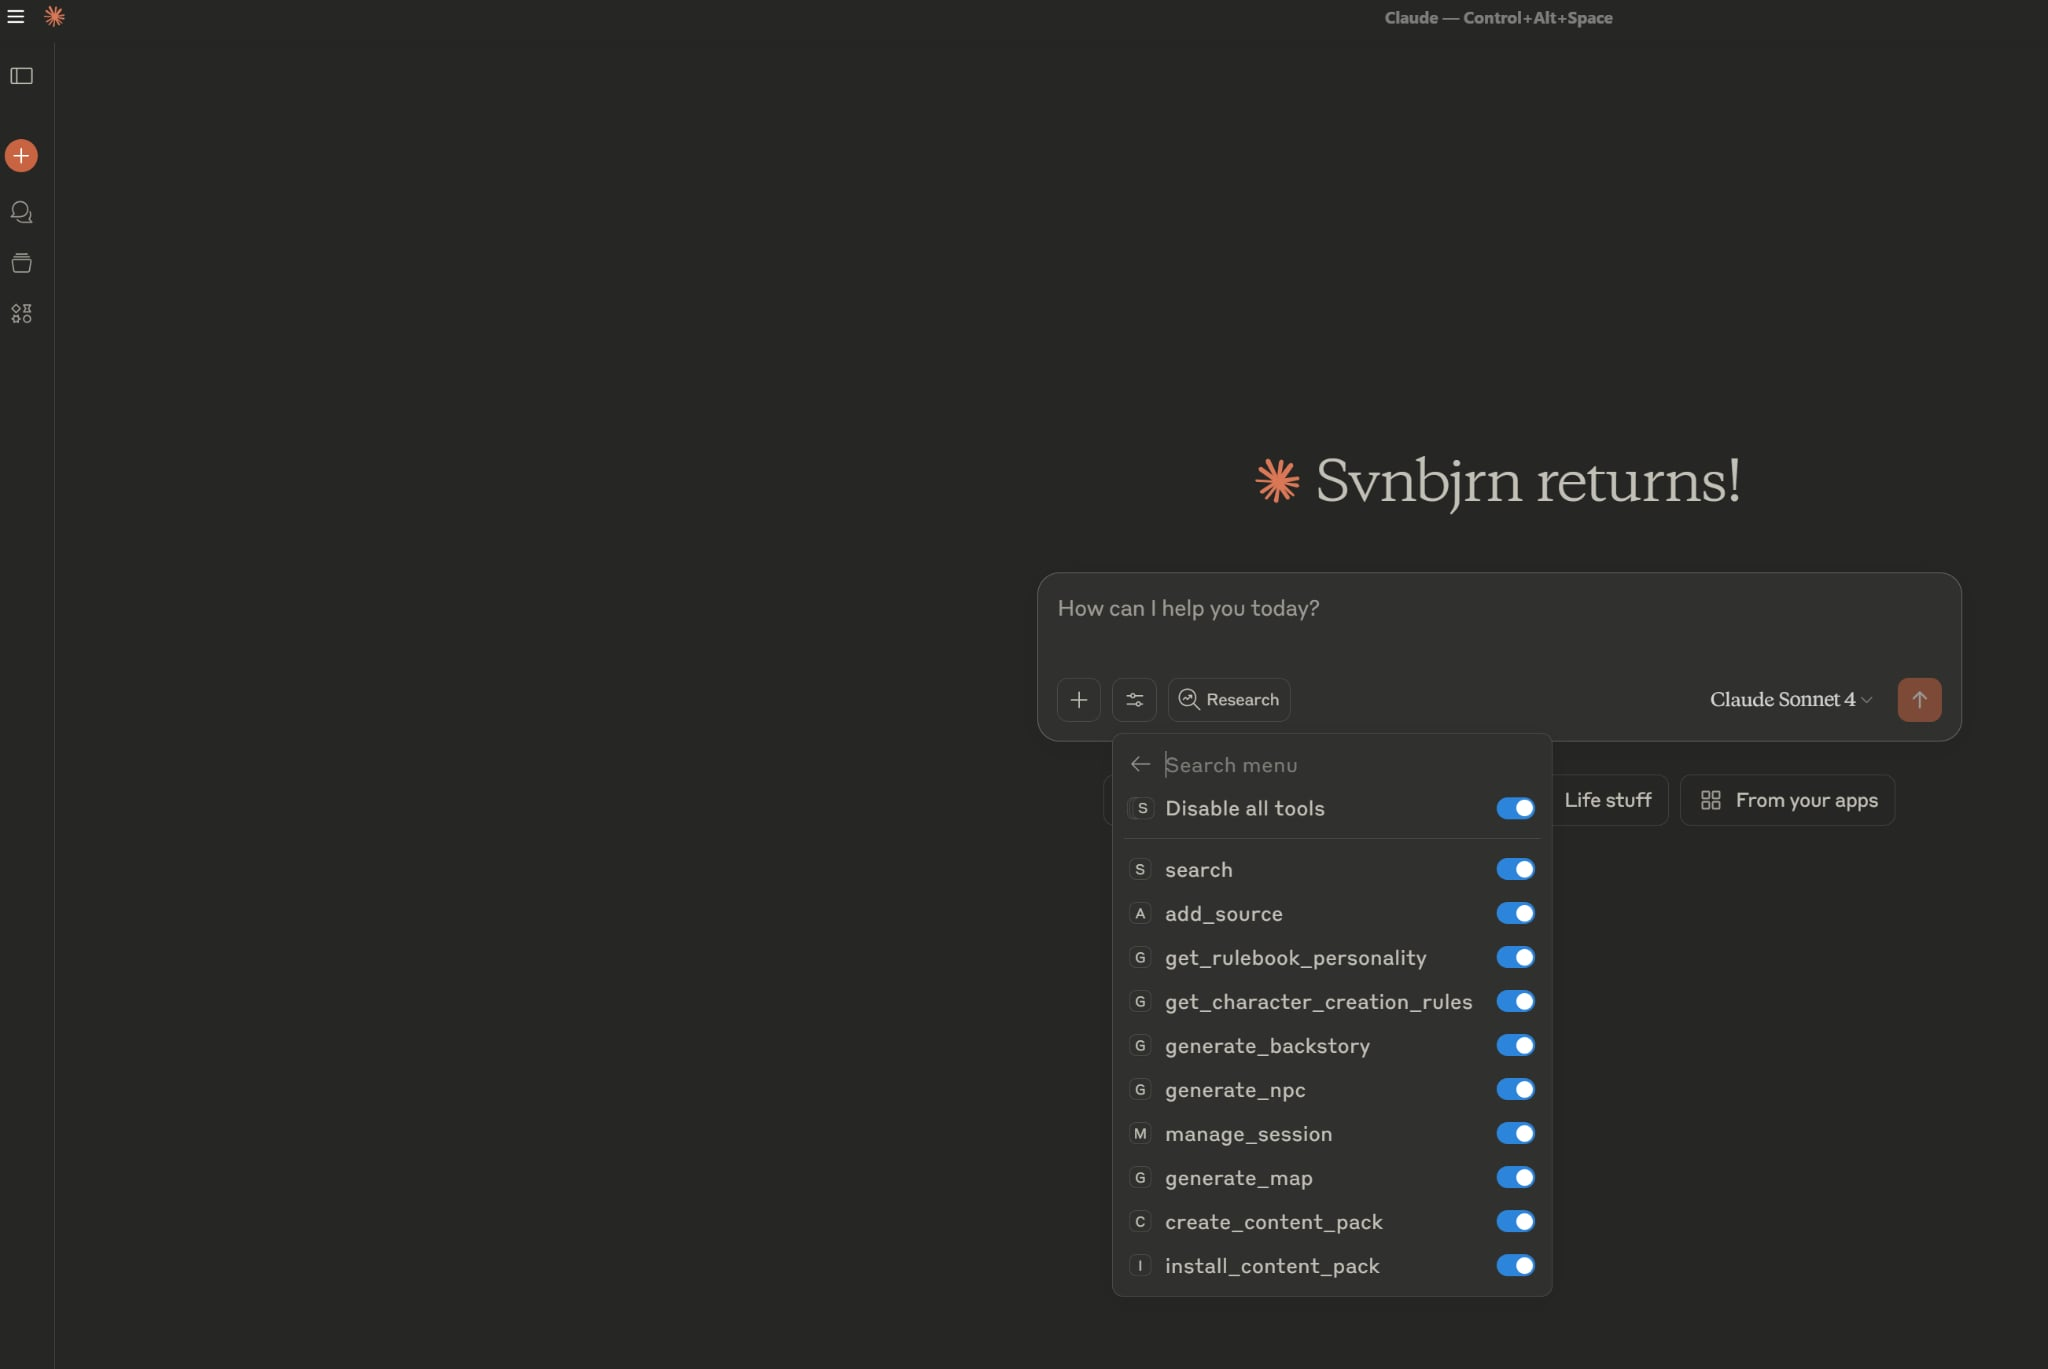 Claude — Control+Alt+Space
Svnbjrn returns!
How can I help you today?
Research
Claude Sonnet 4
Search menu
S Disable all tools
Life stuff
From your apps
S search
A add_source
G get_rulebook_personality
G get_character_creation_rules
G generate_backstory
G generate_npc
M manage_session
G generate_map
C create_content_pack
I install_content_pack